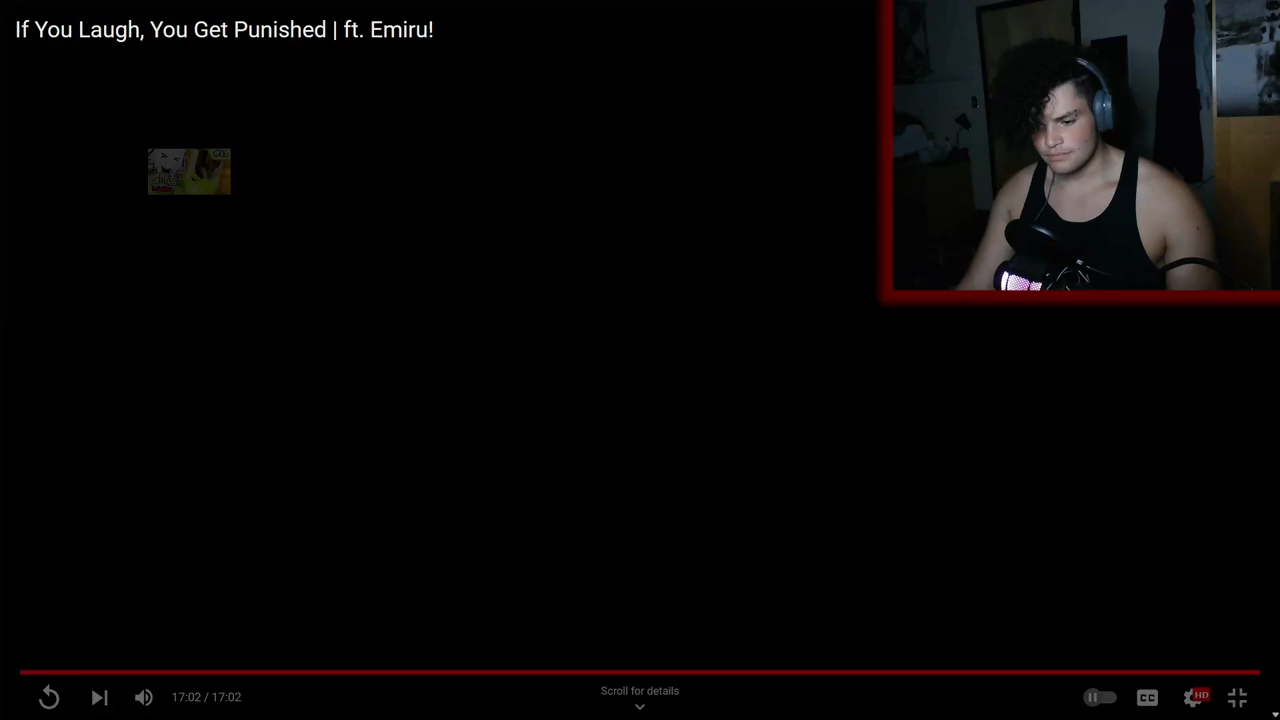 If You Laugh, You Get Punished | ft. Emiru!
17:02 / 17:02
Scroll for details
CC
HD